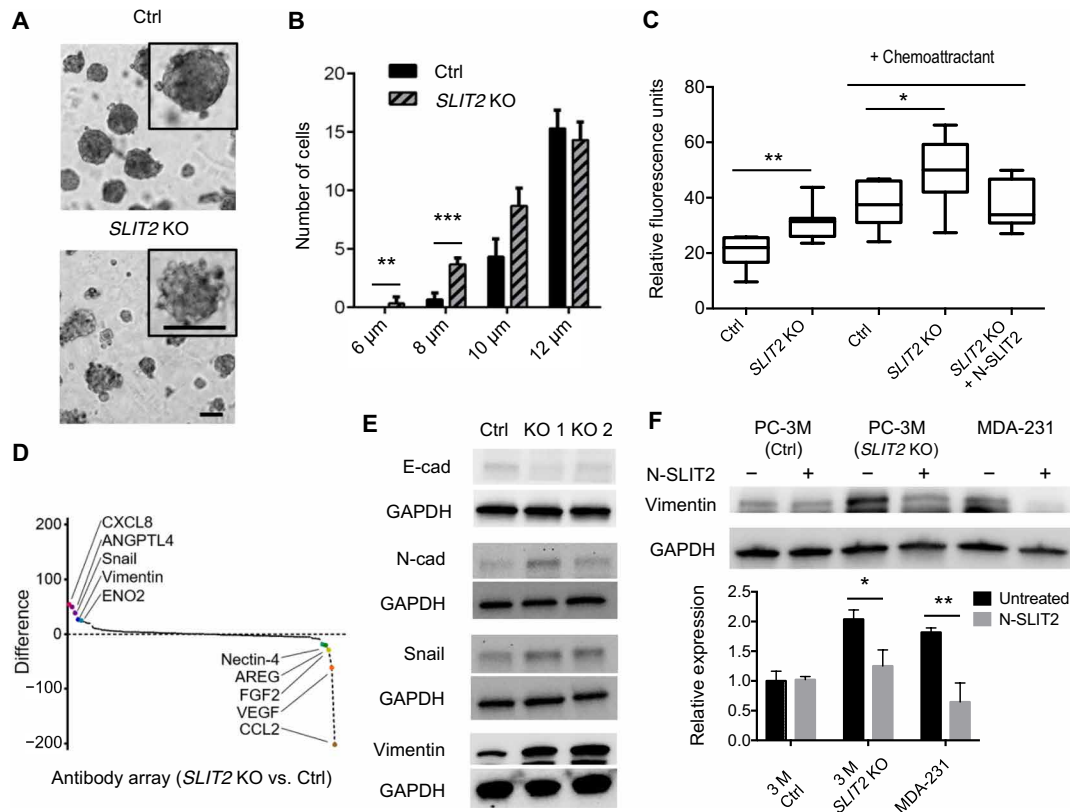 A
Ctrl
SLIT2 KO
B
Ctrl
SLIT2 KO
Number of cells
20
15
10
5
0
**
***
6 µm
8 µm
10 µm
12 µm
C
+ Chemoattractant
Relative fluorescence units
80
60
40
20
0
**
*
Ctrl
SLIT2 KO
Ctrl
SLIT2 KO
SLIT2 KO
+ N-SLIT2
D
Difference
200
100
0
−100
−200
CXCL8
ANGPTL4
Snail
Vimentin
ENO2
Nectin-4
AREG
FGF2
VEGF
CCL2
Antibody array (SLIT2 KO vs. Ctrl)
E
Ctrl KO 1 KO 2
E-cad
GAPDH
N-cad
GAPDH
Snail
GAPDH
Vimentin
GAPDH
F
PC-3M
(Ctrl)
PC-3M
(SLIT2 KO)
MDA-231
N-SLIT2 − + − + − +
Vimentin
GAPDH
Relative expression
2.5
2.0
1.5
1.0
0.5
0.0
*
**
Untreated
N-SLIT2
3 M
Ctrl
3 M
SLIT2 KO
MDA-231